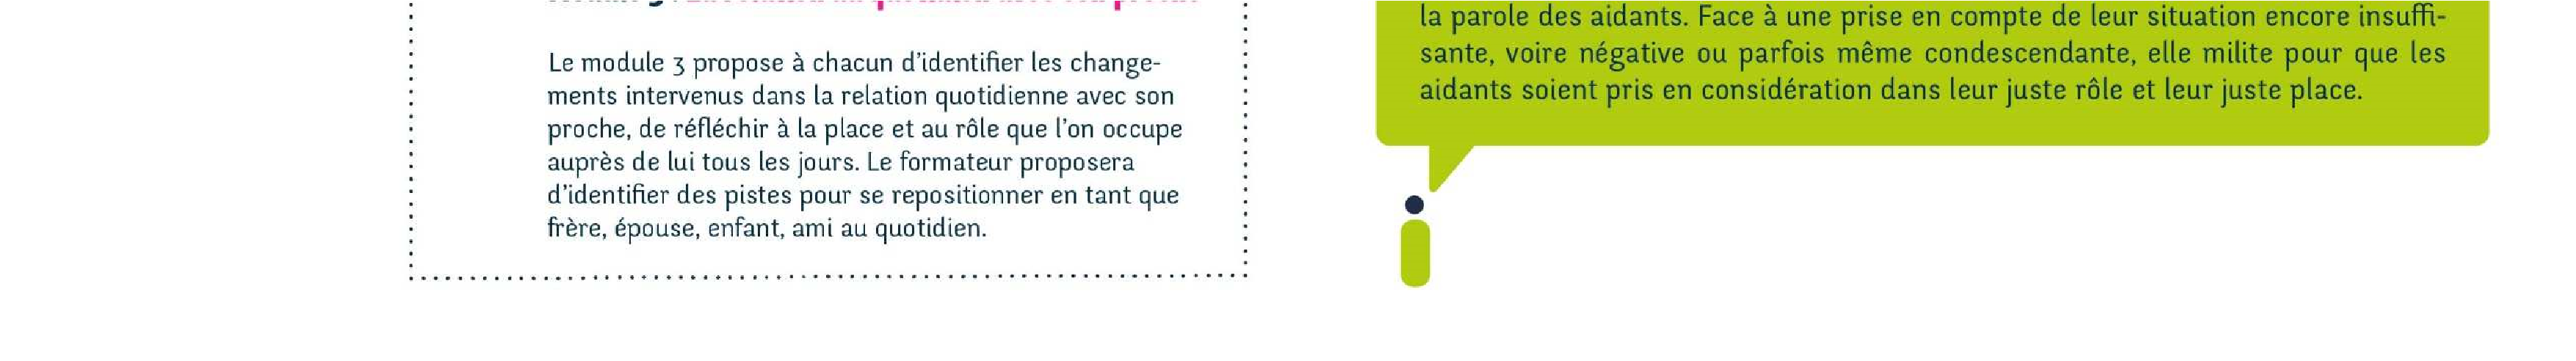 Le module 3 propose à chacun d'identifier les change-
ments intervenus dans la relation quotidienne avec son
proche, de réfléchir à la place et au rôle que l'on occupe
auprès de lui tous les jours. Le formateur proposera
d'identifier des pistes pour se repositionner en tant que
frère, épouse, enfant, ami au quotidien.
la parole des aidants. Face à une prise en compte de leur situation encore insuffi-
sante, voire négative ou parfois même condescendante, elle milite pour que les
aidants soient pris en considération dans leur juste rôle et leur juste place.